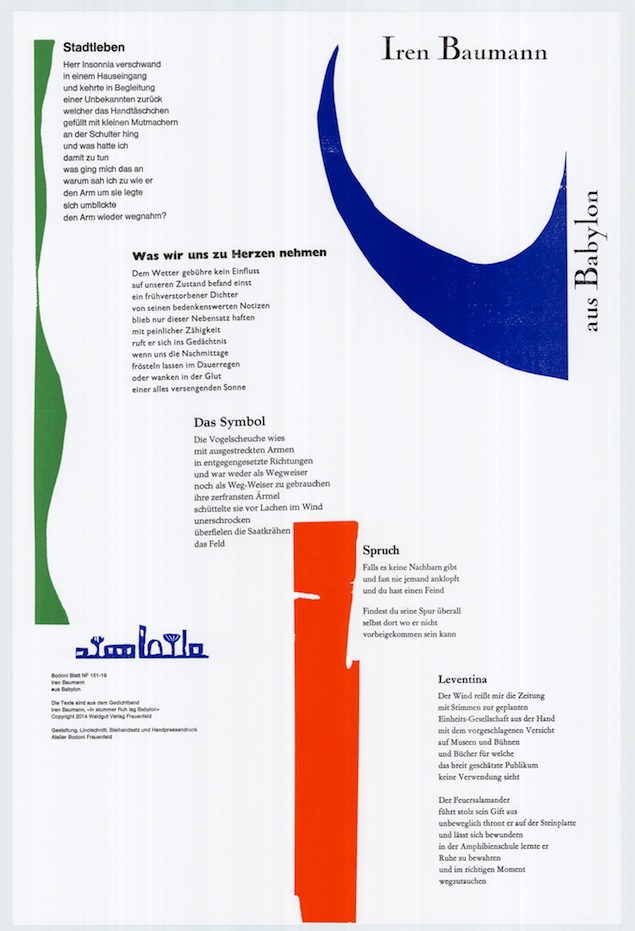 Iren Baumann
aus Babylon
Stadtleben
Herr Insonnia verschwand
in einem Hauseingang
und kehrte in Begleitung
einer Unbekannten zurück
welcher das Handtäschchen
gefüllt mit kleinen Mutmachern
an der Schulter hing
und was hatte ich
damit zu tun
was ging mich das an
warum sah ich zu wie er
den Arm um sie legte
sich umblickte
den Arm wieder wegnahm?
Was wir uns zu Herzen nehmen
Dem Wetter gebühre kein Einfluss
auf unseren Zustand befand einst
ein frühverstorbener Dichter
von seinen bedenkenswerten Notizen
blieb nur dieser Nebensatz haften
mit peinlicher Zähigkeit
ruft er sich ins Gedächtnis
wenn uns die Nachmittage
frösteln lassen im Dauerregen
oder wanken in der Glut
einer alles versengenden Sonne
Das Symbol
Die Vogelscheuche wies
mit ausgestreckten Armen
in entgegengesetzte Richtungen
und war weder als Wegweiser
noch als Weg-Weiser zu gebrauchen
ihre zerfransten Ärmel
schüttelte sie vor Lachen im Wind
unerschrocken
überfielen die Saatkrähen
das Feld
Spruch
Falls es keine Nachbarn gibt
und fast nie jemand anklopft
und du hast einen Feind
Findest du seine Spur überall
selbst dort wo er nicht
vorbeigekommen sein kann
Leventina
Der Wind reißt mir die Zeitung
mit Stimmen zur geplanten
Einheits-Gesellschaft aus der Hand
mit dem vorgeschlagenen Verzicht
auf Museen und Bühnen
und Bücher für welche
das breit geschätzte Publikum
keine Verwendung sieht
Der Feuersalamander
führt stolz sein Gift aus
unbeweglich thront er auf der Steinplatte
und lässt sich bewundern
in der Amphibienschule lernte er
Ruhe zu bewahren
und im richtigen Moment
wegzutauchen
Bodoni Blatt NF 151-19
Iren Baumann
aus Babylon
Die Texte sind aus dem Gedichtband
Iren Baumann, «In stummer Ruh lag Babylon»
Copyright 2014 Waldgut Verlag Frauenfeld
Gestaltung, Linolschnitt, Bleihandsatz und Handpressendruck
Atelier Bodoni Frauenfeld